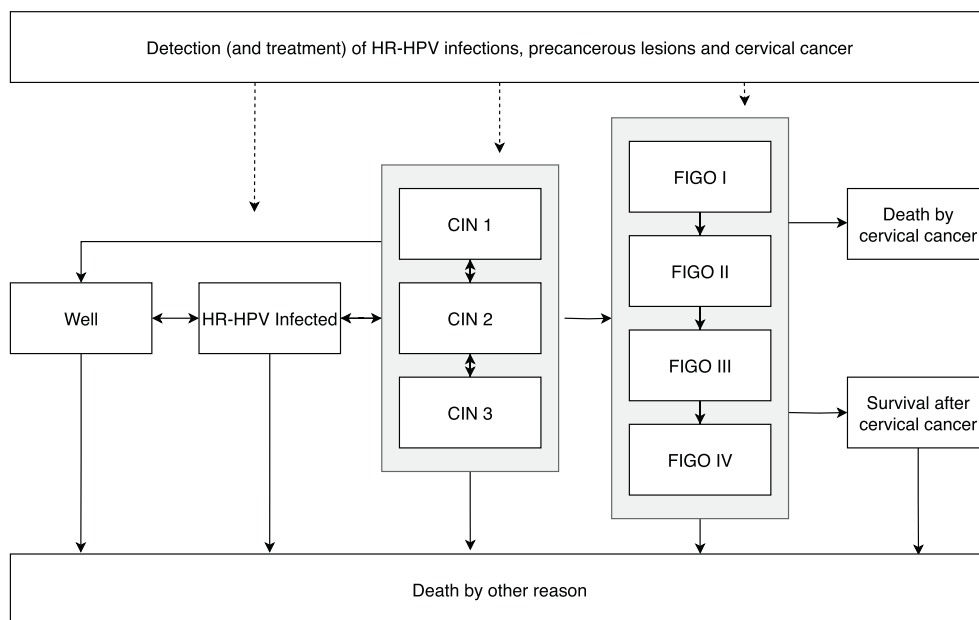 Detection (and treatment) of HR-HPV infections, precancerous lesions and cervical cancer
FIGO I
CIN 1
Death by
cervical cancer
FIGO II
Well
HR-HPV Infected
CIN 2
FIGO III
CIN 3
Survival after
cervical cancer
FIGO IV
Death by other reason